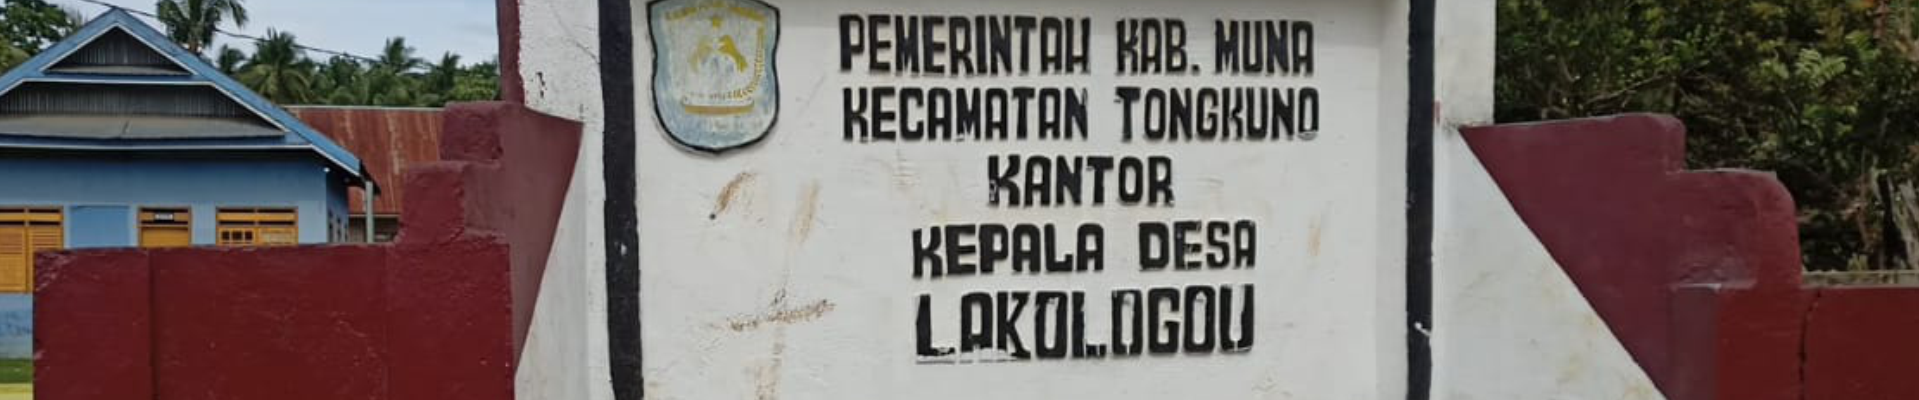 PEMERINTAH KAB. MUNA
KECAMATAN TONGKUNO
KANTOR
KEPALA DESA
LAKOLOGOU